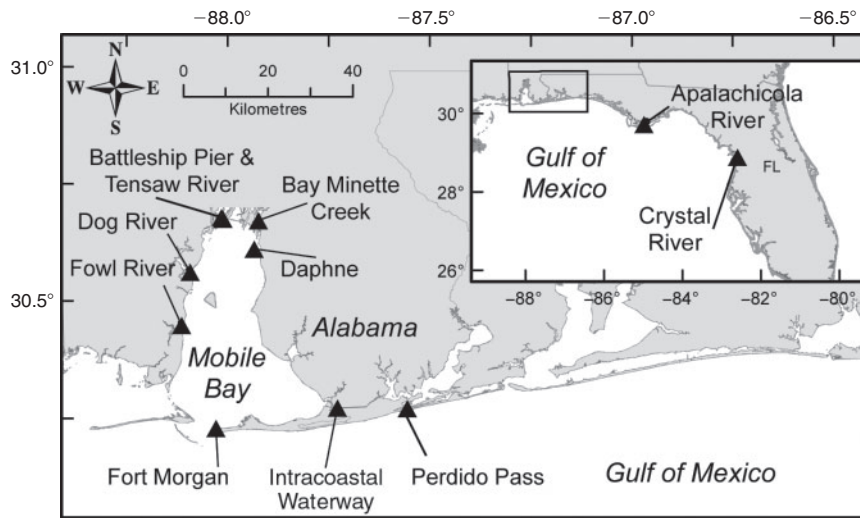 −88.0° −87.5° −87.0° −86.5°
31.0°
30.5°
N
W E
S
0 20 40
Kilometres
Battleship Pier &
Tensaw River
Bay Minette
Creek
Dog River
Daphne
Fowl River
Alabama
Mobile
Bay
Fort Morgan
Intracoastal
Waterway
Perdido Pass
Gulf of Mexico
30°
28°
26°
−88° −86° −84° −82° −80°
Apalachicola
River
Gulf of
Mexico
FL
Crystal
River